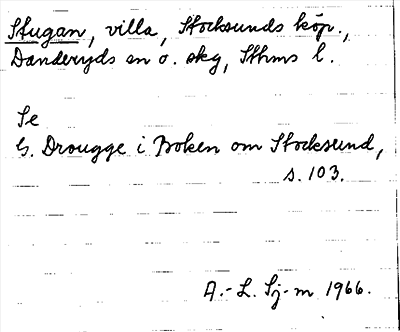 Stugan, villa, Stocksunds köp.,
Danderyds sn o. skg, Sthms l.
Se
G. Drougge i Boken om Stocksund,
s. 103.
A.-L. Sj-m 1966.